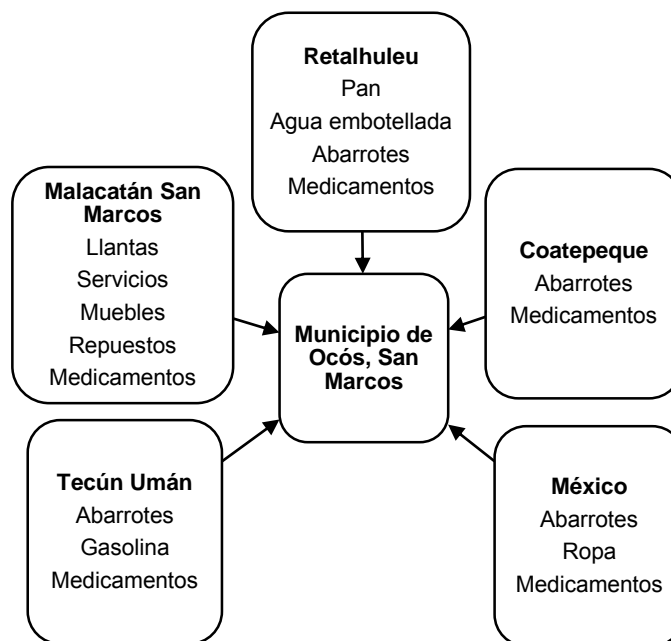 Retalhuleu
Pan
Agua embotellada
Abarrotes
Medicamentos
Malacatán San
Marcos
Llantas
Servicios
Muebles
Repuestos
Medicamentos
Coatepeque
Abarrotes
Medicamentos
Municipio de
Ocós, San
Marcos
Tecún Umán
Abarrotes
Gasolina
Medicamentos
México
Abarrotes
Ropa
Medicamentos